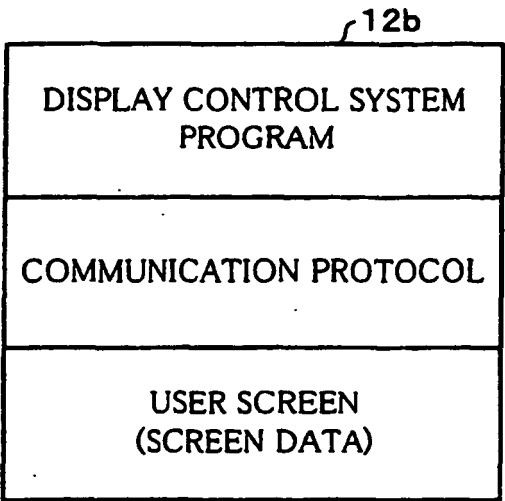 12b
DISPLAY CONTROL SYSTEM
PROGRAM
COMMUNICATION PROTOCOL
USER SCREEN
(SCREEN DATA)